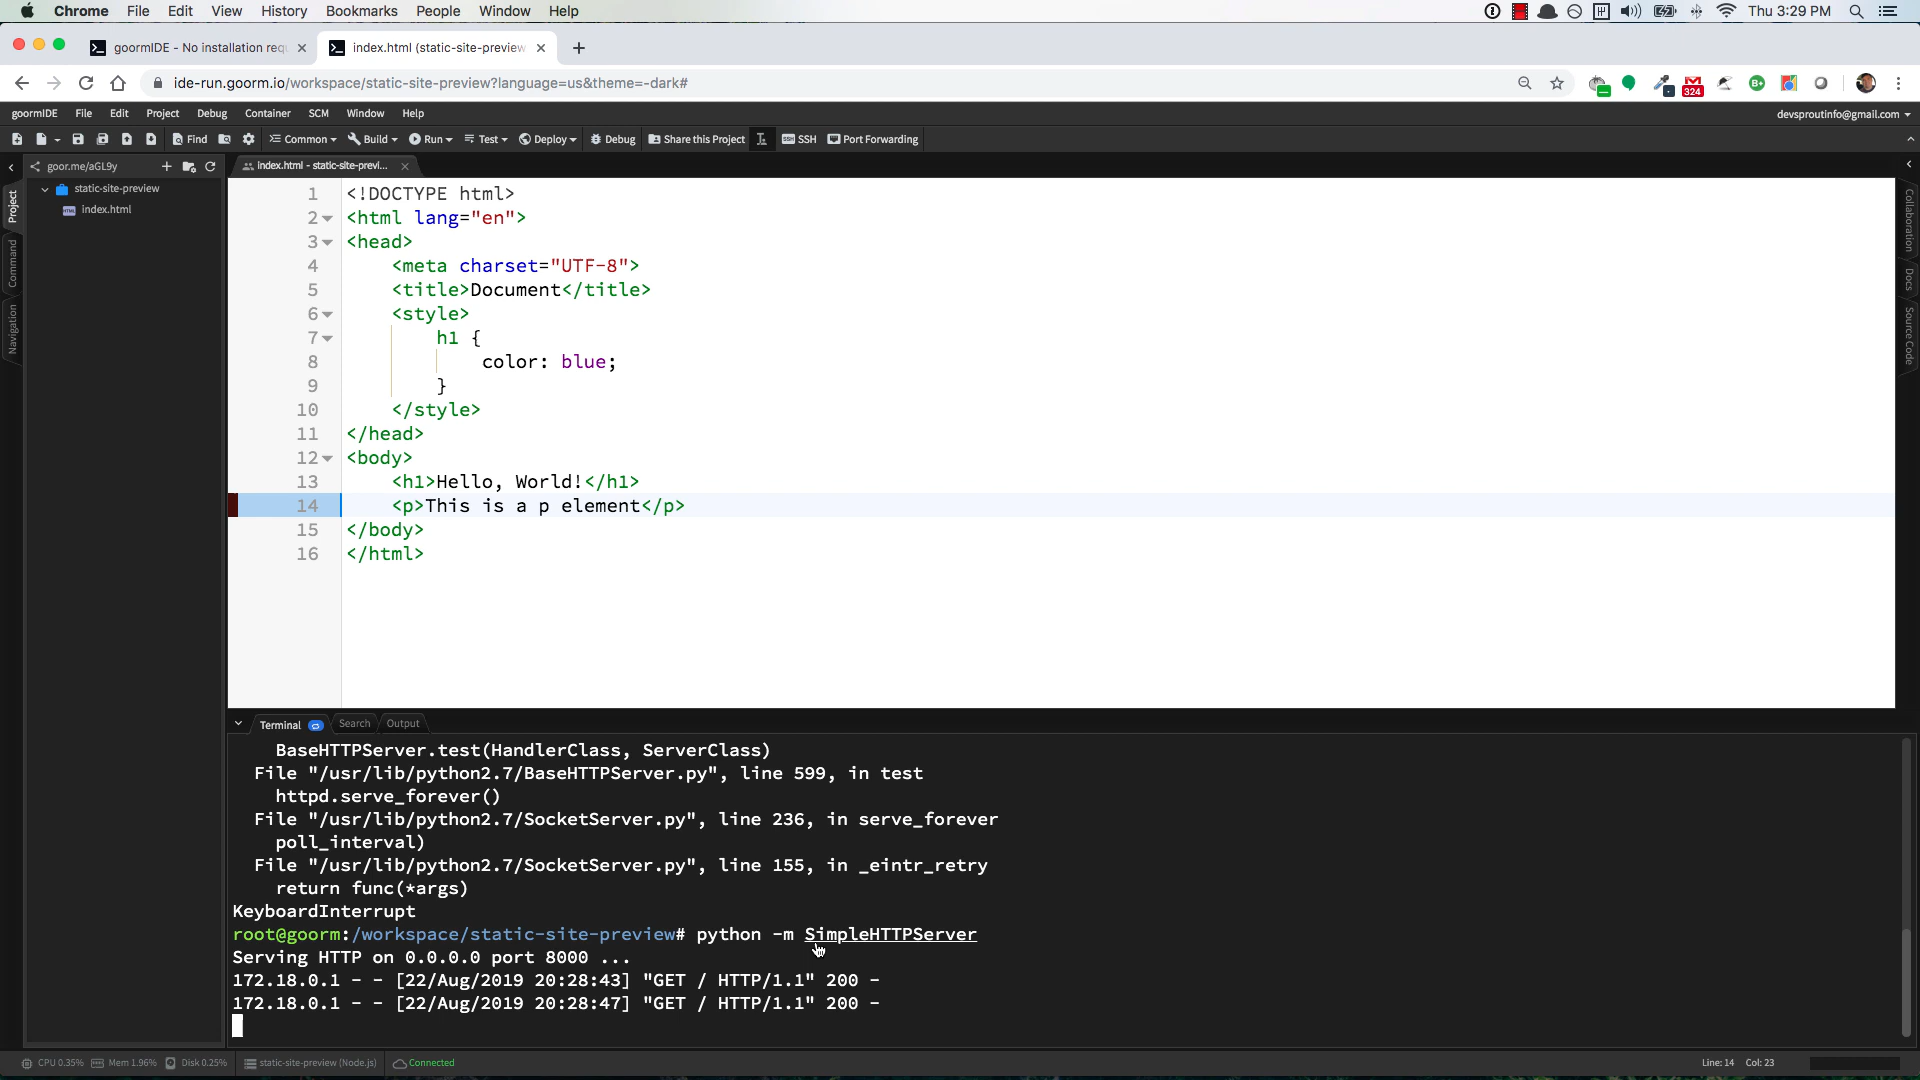 Chrome File Edit View History Bookmarks People Window Help
Thu 3:29 PM
goormIDE - No installation req
index.html (static-site-preview
ide-run.goorm.io/workspace/static-site-preview?language=us&theme=-dark#
324
B+
goormIDE File Edit Project Debug Container SCM Window Help
devsproutinfo@gmail.com
Find Common Build Run Test Deploy Debug Share this Project SSH SSH Port Forwarding
goor.me/aGL9y
index.html - static-site-previ...
static-site-preview
index.html
Project
Command
Navigation
Collaboration
Docs
Source Code
1 <!DOCTYPE html>
2 <html lang="en">
3 <head>
4 <meta charset="UTF-8">
5 <title>Document</title>
6 <style>
7 h1 {
8 color: blue;
9 }
10 </style>
11 </head>
12 <body>
13 <h1>Hello, World!</h1>
14 <p>This is a p element</p>
15 </body>
16 </html>
Terminal Search Output
BaseHTTPServer.test(HandlerClass, ServerClass)
File "/usr/lib/python2.7/BaseHTTPServer.py", line 599, in test
httpd.serve_forever()
File "/usr/lib/python2.7/SocketServer.py", line 236, in serve_forever
poll_interval)
File "/usr/lib/python2.7/SocketServer.py", line 155, in _eintr_retry
return func(*args)
KeyboardInterrupt
root@goorm:/workspace/static-site-preview# python -m SimpleHTTPServer
Serving HTTP on 0.0.0.0 port 8000 ...
172.18.0.1 - - [22/Aug/2019 20:28:43] "GET / HTTP/1.1" 200 -
172.18.0.1 - - [22/Aug/2019 20:28:47] "GET / HTTP/1.1" 200 -
CPU 0.35% Mem 1.96% Disk 0.25% static-site-preview (Node.js) Connected
Line: 14 Col: 23